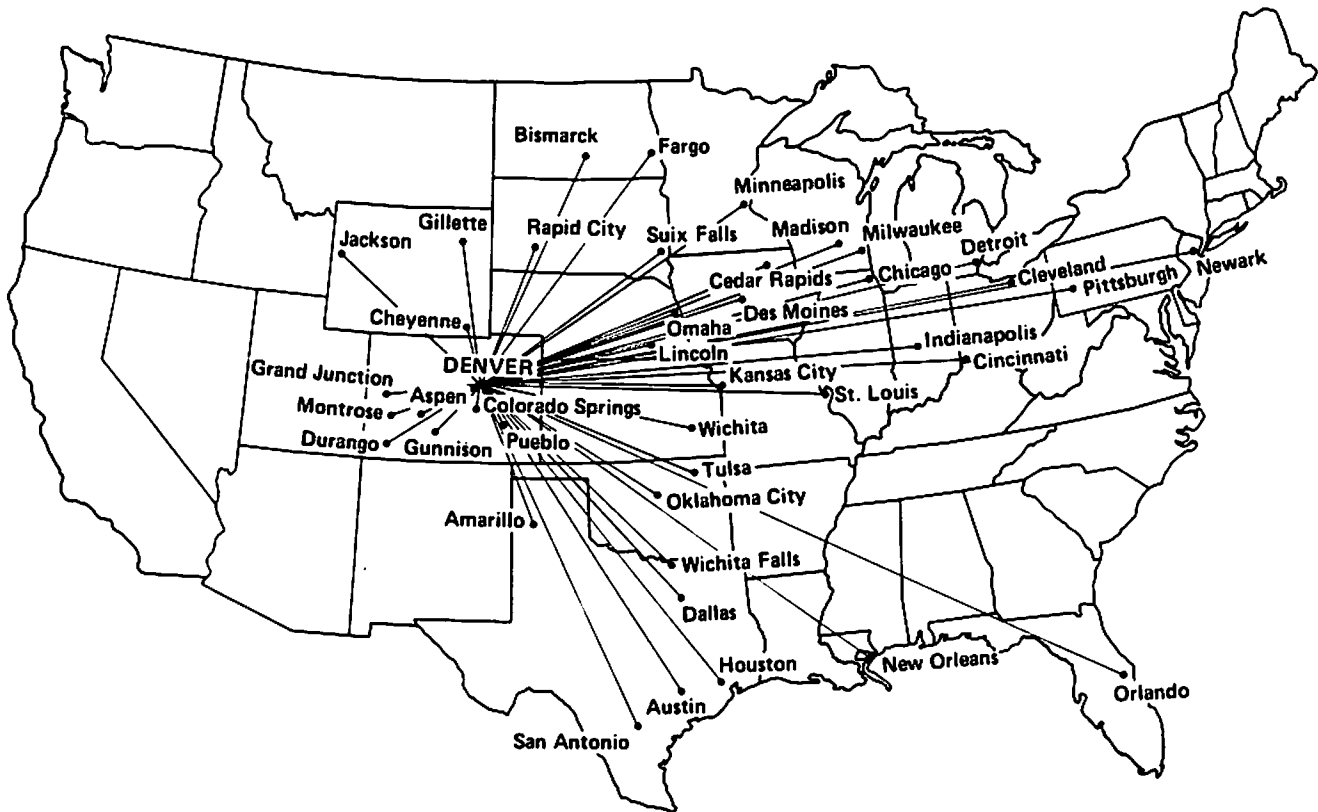 Bismarck
Fargo
Minneapolis
Gillette
Rapid City
Suix Falls
Madison
Milwaukee
Detroit
Jackson
Cedar Rapids
Chicago
Cleveland
Newark
Pittsburgh
Cheyenne
Omaha
Des Moines
Indianapolis
DENVER
Lincoln
Cincinnati
Grand Junction
Kansas City
Aspen
St. Louis
Montrose
Colorado Springs
Wichita
Durango
Gunnison
Pueblo
Tulsa
Oklahoma City
Amarillo
Wichita Falls
Dallas
Houston
New Orleans
Orlando
Austin
San Antonio